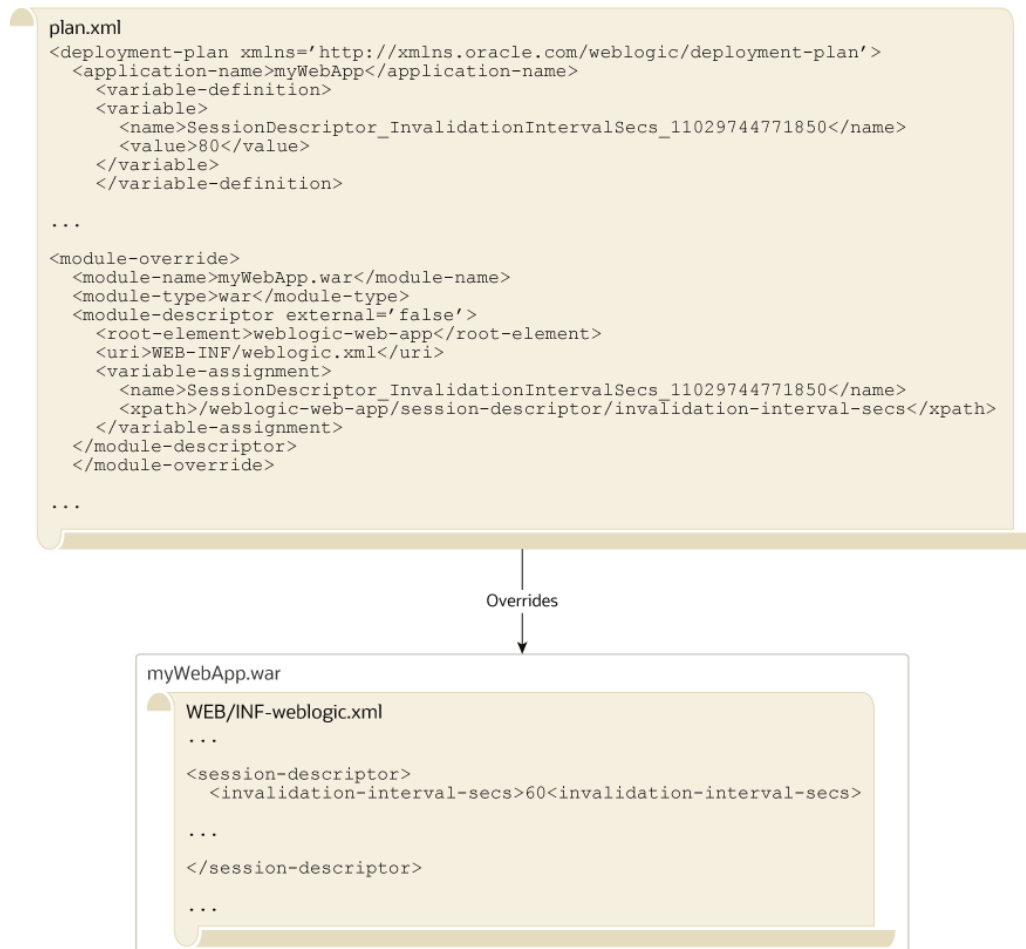 plan.xml
<deployment-plan xmlns=’http://xmlns.oracle.com/weblogic/deployment-plan’>
<application-name>myWebApp</application-name>
<variable-definition>
<variable>
<name>SessionDescriptor_InvalidationIntervalSecs_11029744771850</name>
<value>80</value>
</variable>
</variable-definition>
...
<module-override>
<module-name>myWebApp.war</module-name>
<module-type>war</module-type>
<module-descriptor external=’false’>
<root-element>weblogic-web-app</root-element>
<uri>WEB-INF/weblogic.xml</uri>
<variable-assignment>
<name>SessionDescriptor_InvalidationIntervalSecs_11029744771850</name>
<xpath>/weblogic-web-app/session-descriptor/invalidation-interval-secs</xpath>
</variable-assignment>
</module-descriptor>
</module-override>
...
Overrides
myWebApp.war
WEB/INF-weblogic.xml
...
<session-descriptor>
<invalidation-interval-secs>60<invalidation-interval-secs>
...
</session-descriptor>
...